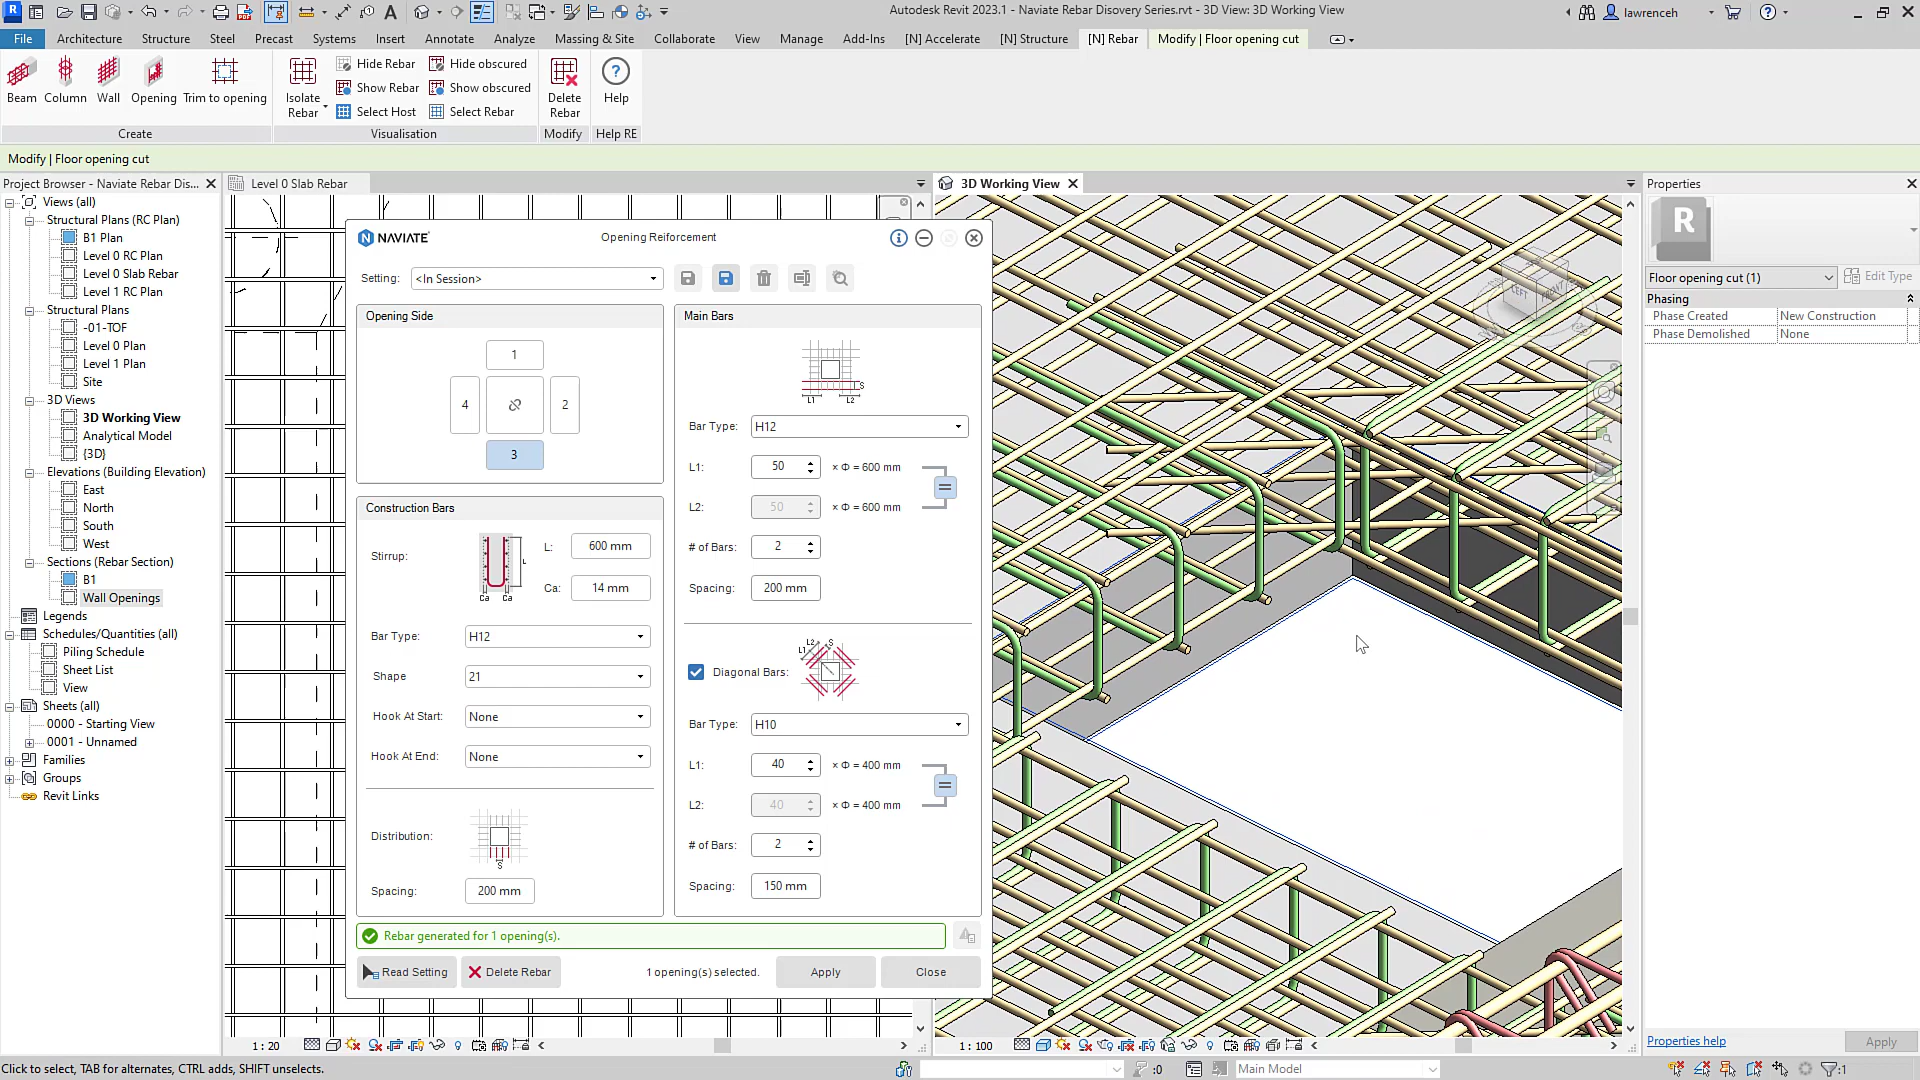 Autodesk Revit 2023.1 - Naviate Rebar Disovery Series.rvt - 3D View: 3D Working View
lawrenceh
File
Architecture
Structure
Steel
Precast
Systems
Insert
Annotate
Analyze
Massing & Site
Collaborate
View
Manage
Add-Ins
[N] Accelerate
[N] Structure
[N] Rebar
Modify | Floor opening cut
Beam
Column
Wall
Opening
Trim to opening
Isolate Rebar
Hide Rebar
Show Rebar
Select Host
Hide obscured
Show obscured
Select Rebar
Delete Rebar
Help
Create
Visualisation
Modify
Help RE
Modify | Floor opening cut
Project Browser - Naviate Rebar Dis...
Views (all)
Structural Plans (RC Plan)
B1 Plan
Level 0 RC Plan
Level 0 Slab Rebar
Level 1 RC Plan
Structural Plans
-01-TOF
Level 0 Plan
Level 1 Plan
Site
3D Views
3D Working View
Analytical Model
{3D}
Elevations (Building Elevation)
East
North
South
West
Sections (Rebar Section)
B1
Wall Openings
Legends
Schedules/Quantities (all)
Piling Schedule
Sheet List
View
Sheets (all)
0000 - Starting View
0001 - Unnamed
Families
Groups
Revit Links
Level 0 Slab Rebar
NAVIATE
Opening Reiforcement
Setting:
<In Session>
Opening Side
1
4
2
3
Construction Bars
Stirrup:
L
Ca
Ca
L:
600 mm
Ca:
14 mm
Bar Type:
H12
Shape
21
Hook At Start:
None
Hook At End:
None
Distribution:
S
Spacing:
200 mm
Main Bars
S
L1
L2
Bar Type:
H12
L1:
50
× Φ = 600 mm
L2:
50
× Φ = 600 mm
# of Bars:
2
Spacing:
200 mm
L2
S
L1
Diagonal Bars:
Bar Type:
H10
L1:
40
× Φ = 400 mm
L2:
40
× Φ = 400 mm
# of Bars:
2
Spacing:
150 mm
Rebar generated for 1 opening(s).
Read Setting
Delete Rebar
1 opening(s) selected.
Apply
Close
1 : 20
3D Working View
LEFT
FRONT
1 : 100
Properties
R
Floor opening cut (1)
Edit Type
Phasing
Phase Created
New Construction
Phase Demolished
None
Properties help
Apply
Click to select, TAB for alternates, CTRL adds, SHIFT unselects.
:0
Main Model
:1